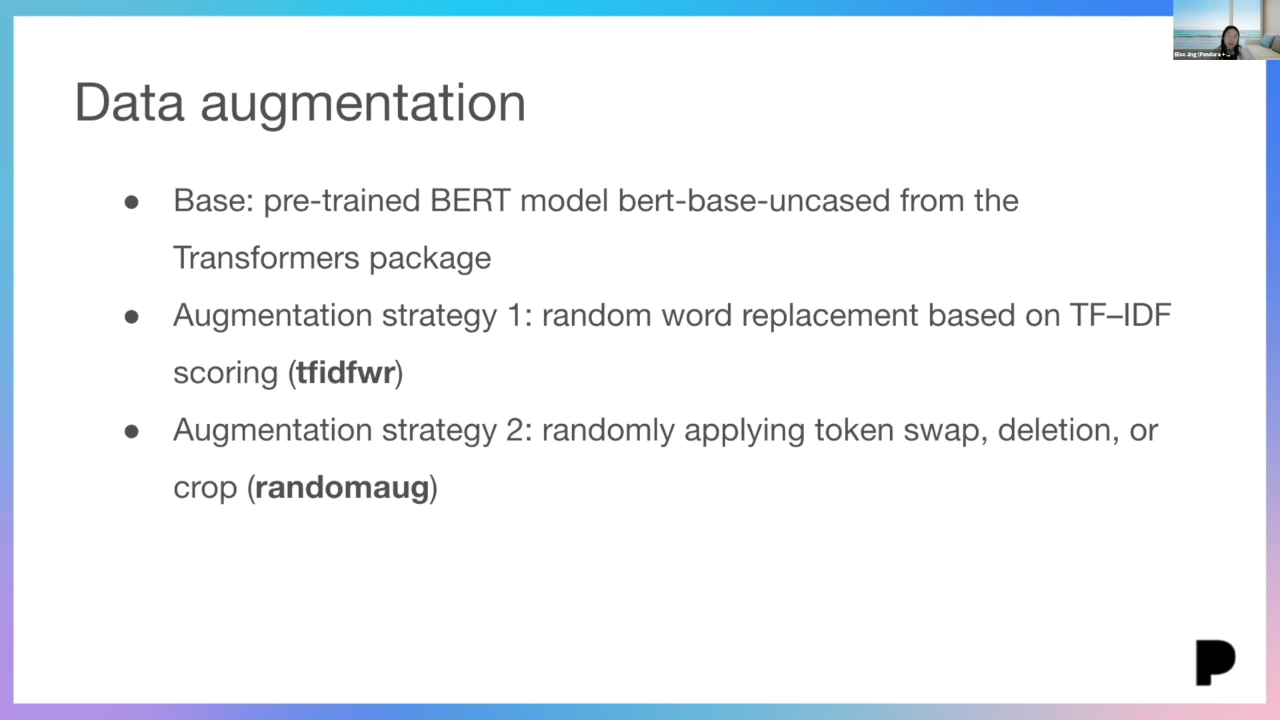 Data augmentation
● Base: pre-trained BERT model bert-base-uncased from the
Transformers package
● Augmentation strategy 1: random word replacement based on TF–IDF
scoring (tfidfwr)
● Augmentation strategy 2: randomly applying token swap, deletion, or
crop (randomaug)